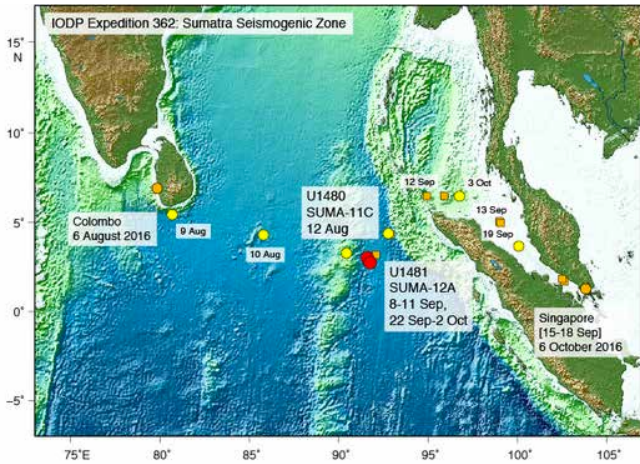 IODP Expedition 362: Sumatra Seismogenic Zone
15°
N
10°
5°
0°
−5°
75°E
80°
85°
90°
95°
100°
105°
Colombo
6 August 2016
9 Aug
10 Aug
U1480
SUMA-11C
12 Aug
U1481
SUMA-12A
8-11 Sep,
22 Sep-2 Oct
12 Sep
3 Oct
13 Sep
19 Sep
Singapore
[15-18 Sep]
6 October 2016